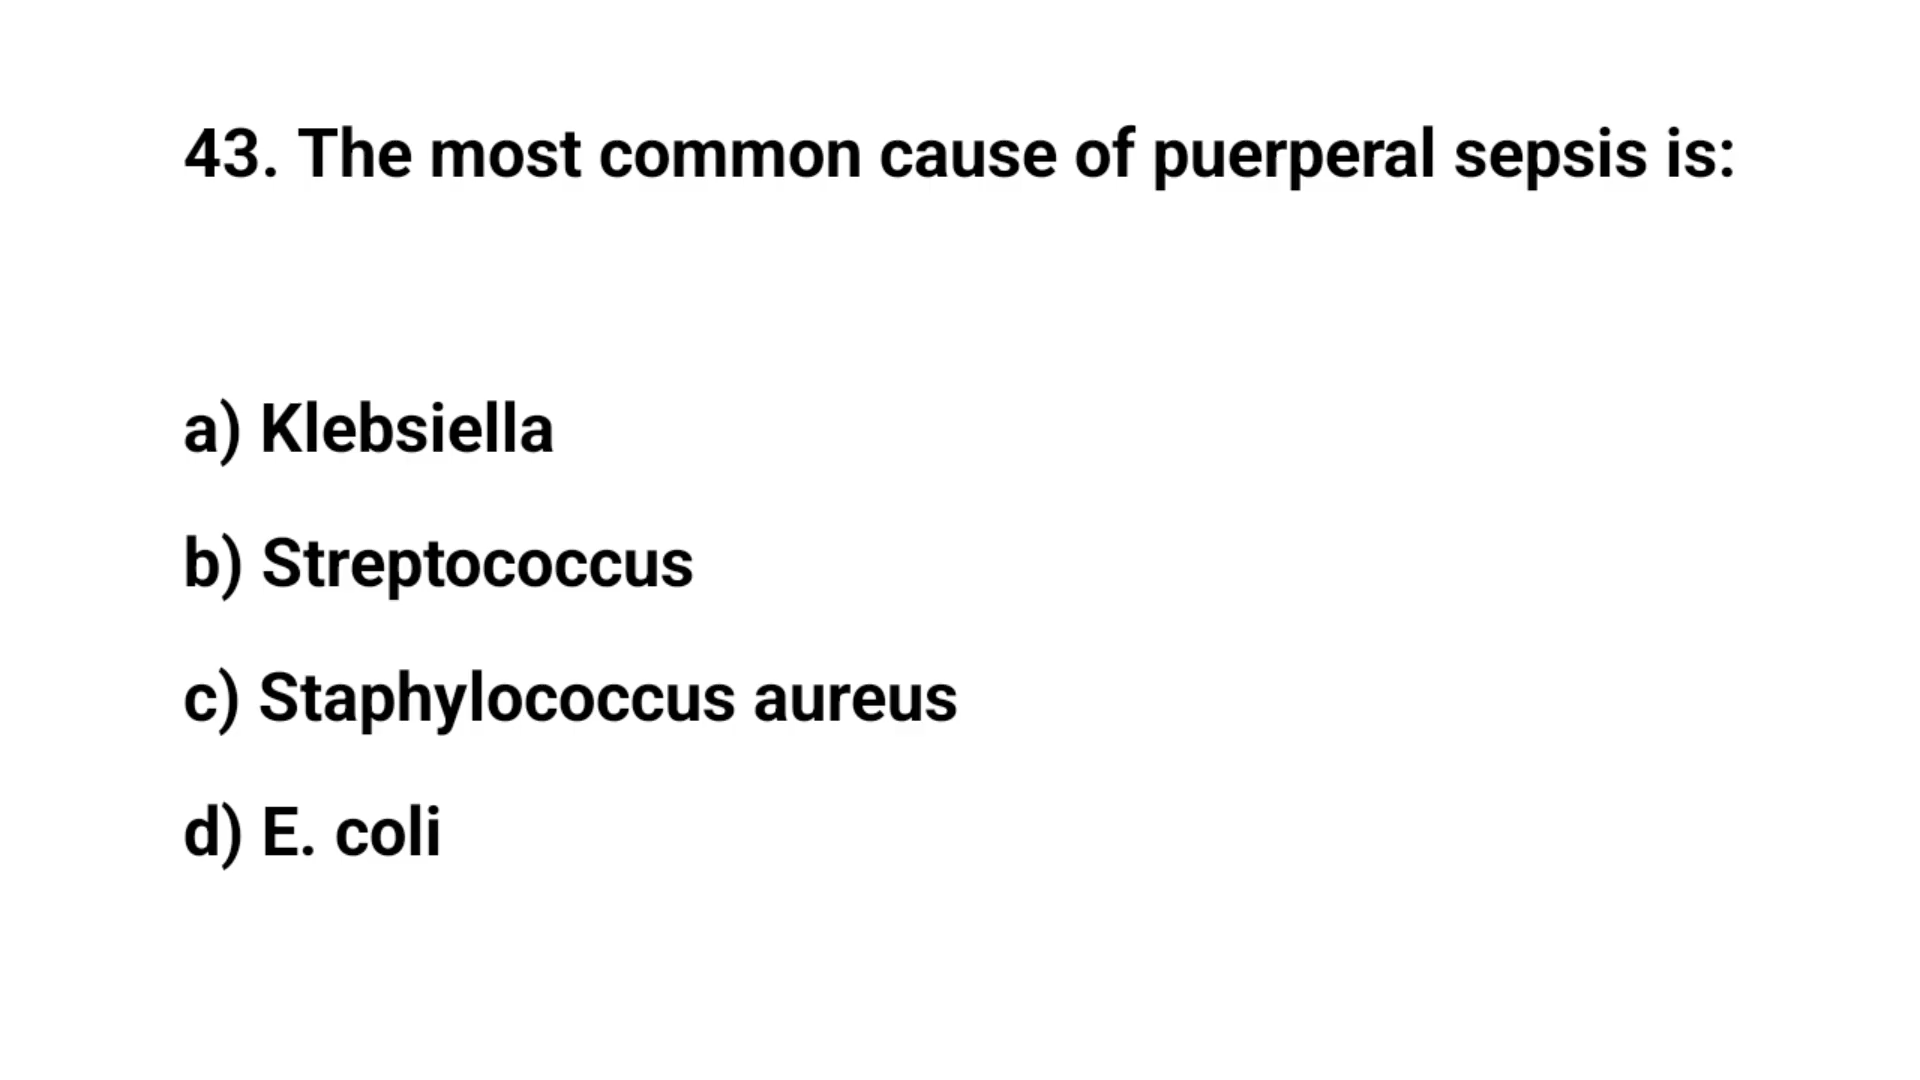 43. The most common cause of puerperal sepsis is:
a) Klebsiella
b) Streptococcus
c) Staphylococcus aureus
d) E. coli